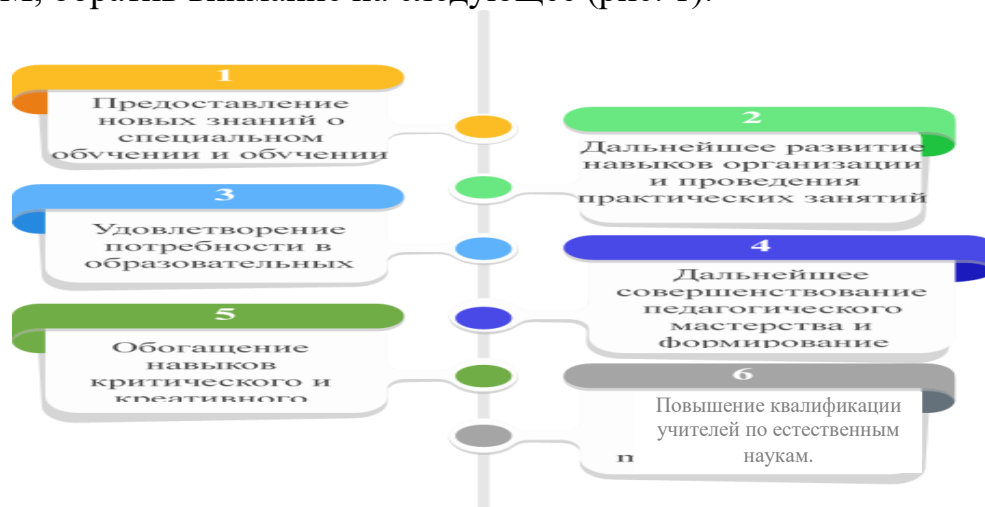 обратив внимание на следующее (рис. 1).
1
Предоставление
новых знаний о
специальном
обучении и обучении
2
Дальнейшее развитие
навыков организации
и проведения
практических занятий
3
Удовлетворение
потребности в
образовательных
4
Дальнейшее
совершенствование
педагогического
мастерства и
формирование
5
Обогащение
навыков
критического и
креативного
6
Повышение квалификации
учителей по естественным
наукам.
п